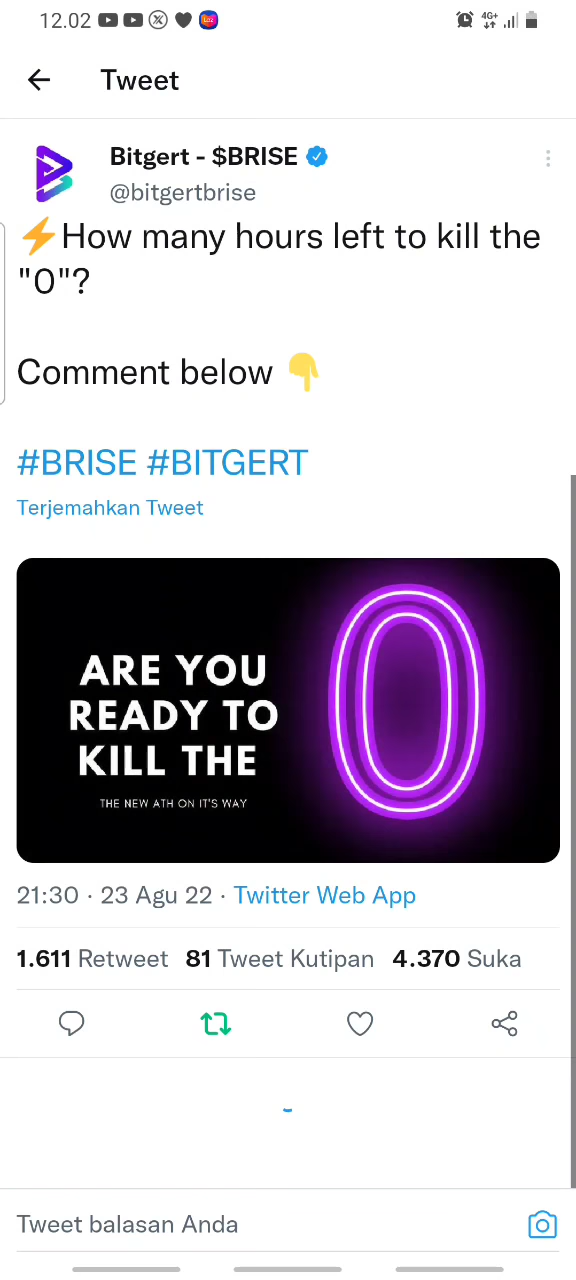 12.02
4G+
Tweet
Bitgert - $BRISE
@bitgertbrise
⚡How many hours left to kill the
"0"?
Comment below 👇
#BRISE #BITGERT
Terjemahkan Tweet
ARE YOU
READY TO
KILL THE
0
THE NEW ATH ON IT'S WAY
21:30 · 23 Agu 22 · Twitter Web App
1.611 Retweet 81 Tweet Kutipan 4.370 Suka
Tweet balasan Anda